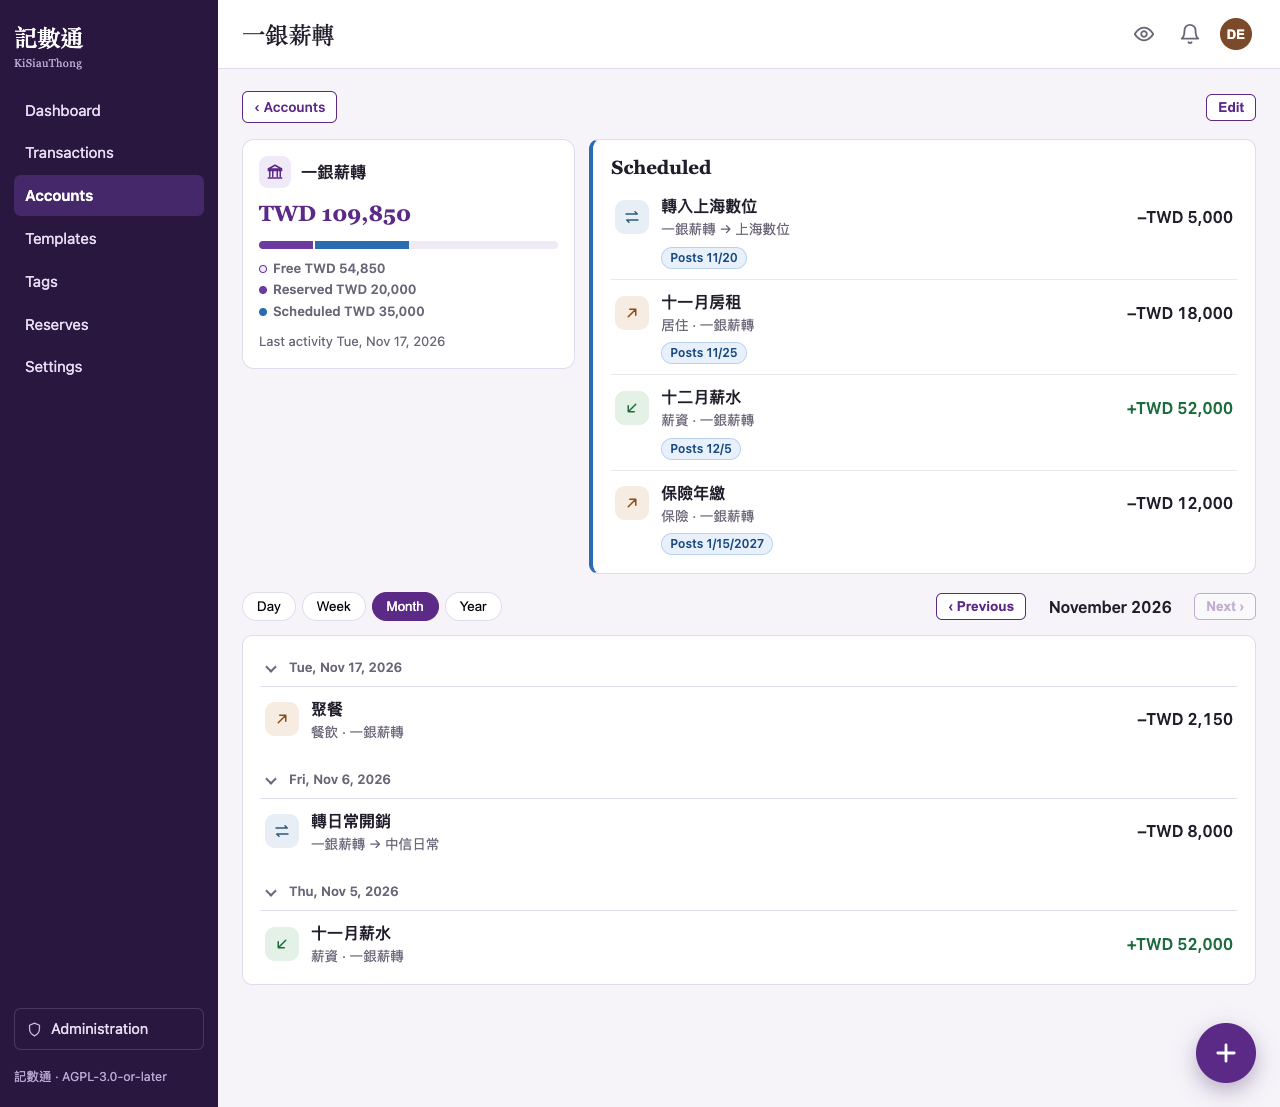 記數通
KiSiauThong
Dashboard
Transactions
Accounts
Templates
Tags
Reserves
Settings
Administration
記數通 · AGPL-3.0-or-later
一銀薪轉
DE
‹ Accounts
Edit
一銀薪轉
TWD 109,850
Free TWD 54,850
Reserved TWD 20,000
Scheduled TWD 35,000
Last activity Tue, Nov 17, 2026
Scheduled
轉入上海數位
一銀薪轉 → 上海數位
Posts 11/20
−TWD 5,000
十一月房租
居住 · 一銀薪轉
Posts 11/25
−TWD 18,000
十二月薪水
薪資 · 一銀薪轉
Posts 12/5
+TWD 52,000
保險年繳
保險 · 一銀薪轉
Posts 1/15/2027
−TWD 12,000
Day
Week
Month
Year
‹ Previous
November 2026
Next ›
Tue, Nov 17, 2026
聚餐
餐飲 · 一銀薪轉
−TWD 2,150
Fri, Nov 6, 2026
轉日常開銷
一銀薪轉 → 中信日常
−TWD 8,000
Thu, Nov 5, 2026
十一月薪水
薪資 · 一銀薪轉
+TWD 52,000